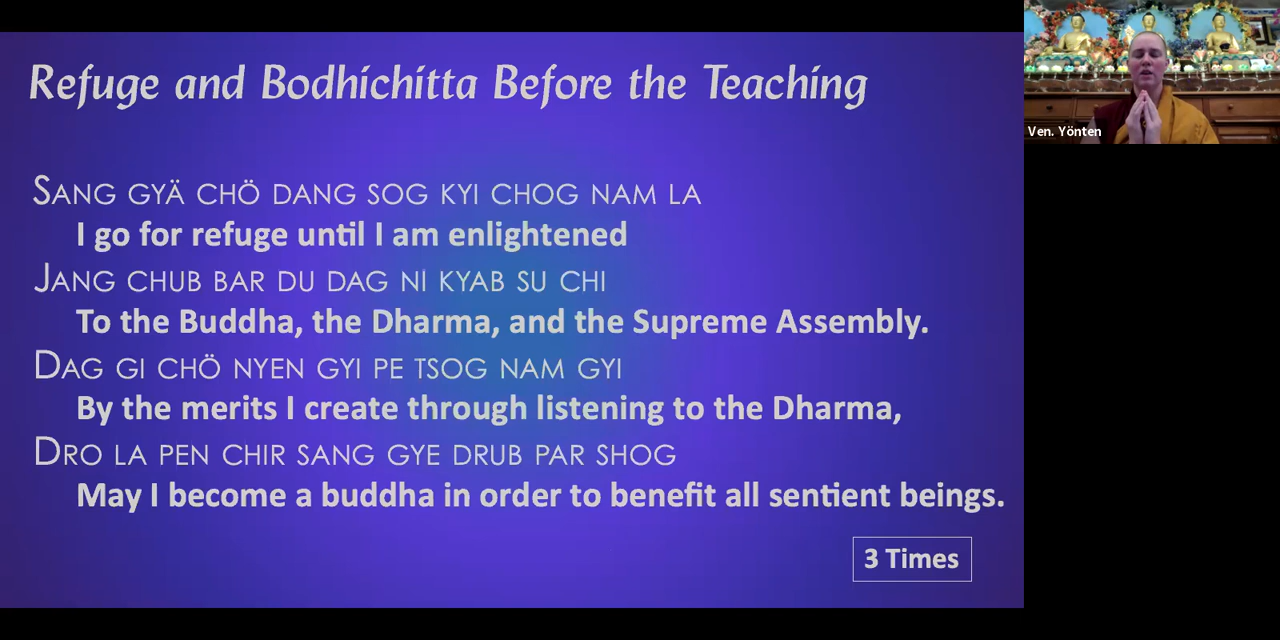 Refuge and Bodhichitta Before the Teaching
SANG GYÄ CHÖ DANG SOG KYI CHOG NAM LA
I go for refuge until I am enlightened
JANG CHUB BAR DU DAG NI KYAB SU CHI
To the Buddha, the Dharma, and the Supreme Assembly.
DAG GI CHÖ NYEN GYI PE TSOG NAM GYI
By the merits I create through listening to the Dharma,
DRO LA PEN CHIR SANG GYE DRUB PAR SHOG
May I become a buddha in order to benefit all sentient beings.
3 Times
Ven. Yönten